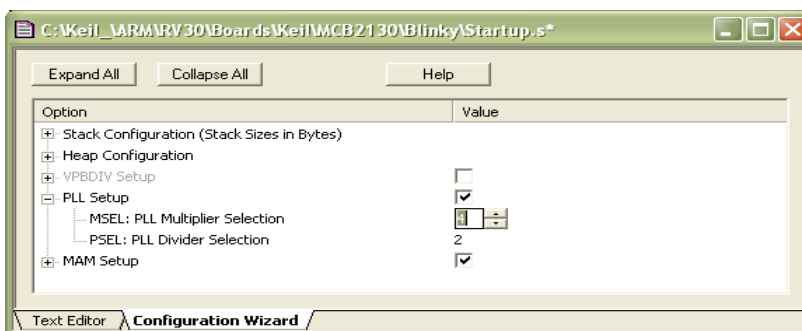 C:\Keil_\ARM\RV30\Boards\Keil\MCB2130\Blinky\Startup.s*
Expand All Collapse All Help
Option Value
Stack Configuration (Stack Sizes in Bytes)
Heap Configuration
VPBDIV Setup
PLL Setup
MSEL: PLL Multiplier Selection
PSEL: PLL Divider Selection 2
MAM Setup
Text Editor Configuration Wizard